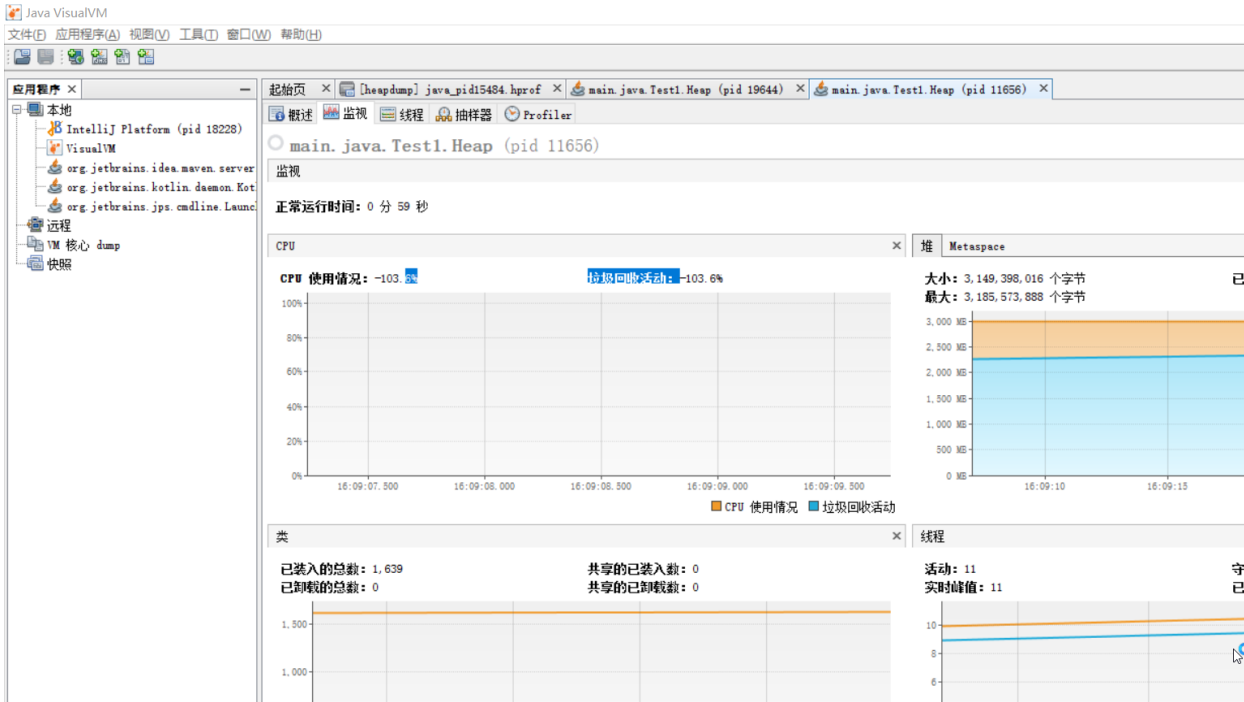 Java VisualVM
文件(F) 应用程序(A) 视图(V) 工具(T) 窗口(W) 帮助(H)
应用程序
本地
IntelliJ Platform (pid 18228)
VisualVM
org.jetbrains.idea.maven.server
org.jetbrains.kotlin.daemon.Kot
org.jetbrains.jps.cmdline.Launc
远程
VM 核心 dump
快照
起始页 [heapdump] java_pid15484.hprof main.java.Test1.Heap (pid 19644) main.java.Test1.Heap (pid 11656)
概述 监视 线程 抽样器 Profiler
main.java.Test1.Heap (pid 11656)
监视
正常运行时间: 0 分 59 秒
CPU
CPU 使用情况: -103.6% 垃圾回收活动: -103.6%
100%
80%
60%
40%
20%
0%
16:09:07.500 16:09:08.000 16:09:08.500 16:09:09.000 16:09:09.500
CPU 使用情况 垃圾回收活动
堆 Metaspace
大小: 3,149,398,016 个字节 已
最大: 3,185,573,888 个字节
3,000 MB
2,500 MB
2,000 MB
1,500 MB
1,000 MB
500 MB
0 MB
16:09:10 16:09:15
类
已装入的总数: 1,639 共享的已装入数: 0
已卸载的总数: 0 共享的已卸载数: 0
1,500
1,000
线程
活动: 11 守
实时峰值: 11 已
10
8
6